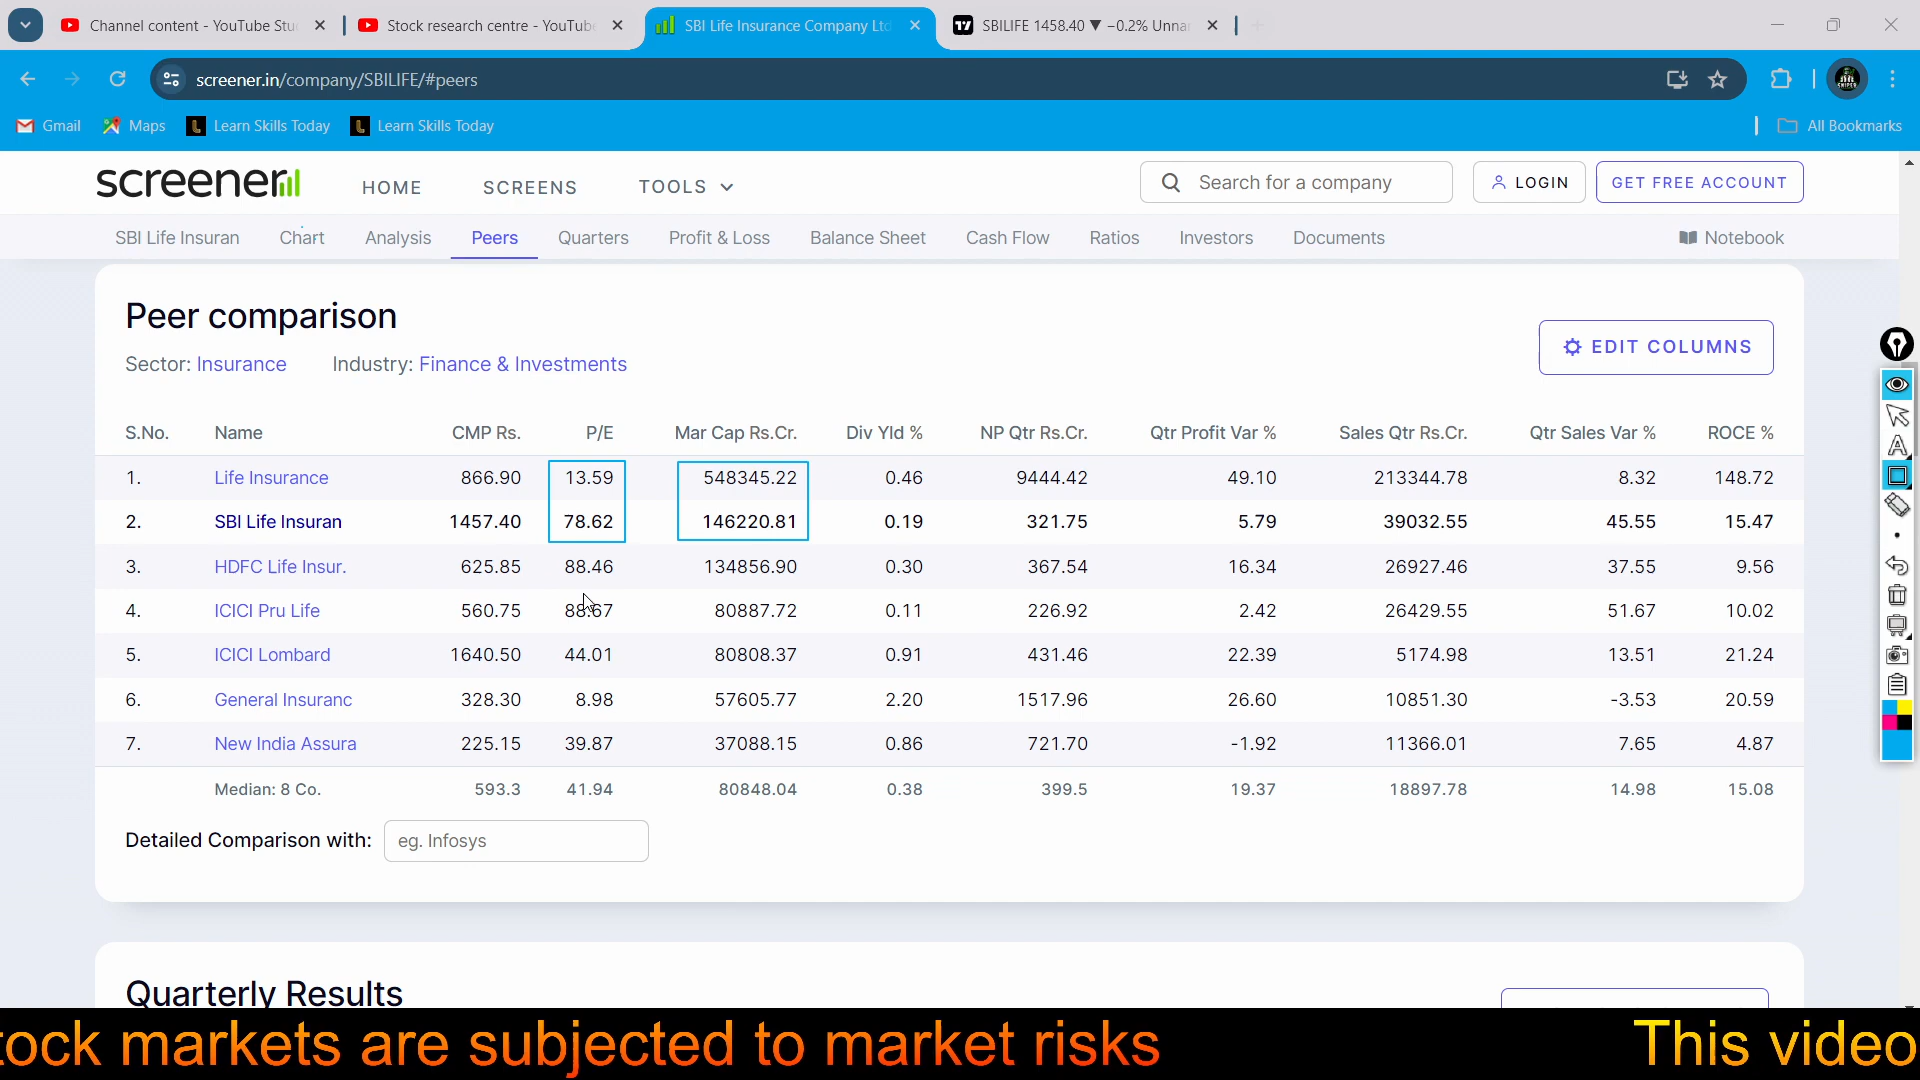 Channel content - YouTube Stu
Stock research centre - YouTube
SBI Life Insurance Company Ltd
SBILIFE 1458.40 ▼ −0.2% Unna
screener.in/company/SBILIFE/#peers
Gmail
Maps
Learn Skills Today
Learn Skills Today
All Bookmarks
screener
HOME
SCREENS
TOOLS
Search for a company
LOGIN
GET FREE ACCOUNT
SBI Life Insuran Chart Analysis Peers Quarters Profit & Loss Balance Sheet Cash Flow Ratios Investors Documents Notebook
Peer comparison
Sector: Insurance Industry: Finance & Investments
EDIT COLUMNS
S.No. Name CMP Rs. P/E Mar Cap Rs.Cr. Div Yld % NP Qtr Rs.Cr. Qtr Profit Var % Sales Qtr Rs.Cr. Qtr Sales Var % ROCE %
1. Life Insurance 866.90 13.59 548345.22 0.46 9444.42 49.10 213344.78 8.32 148.72
2. SBI Life Insuran 1457.40 78.62 146220.81 0.19 321.75 5.79 39032.55 45.55 15.47
3. HDFC Life Insur. 625.85 88.46 134856.90 0.30 367.54 16.34 26927.46 37.55 9.56
4. ICICI Pru Life 560.75 88.67 80887.72 0.11 226.92 2.42 26429.55 51.67 10.02
5. ICICI Lombard 1640.50 44.01 80808.37 0.91 431.46 22.39 5174.98 13.51 21.24
6. General Insuranc 328.30 8.98 57605.77 2.20 1517.96 26.60 10851.30 -3.53 20.59
7. New India Assura 225.15 39.87 37088.15 0.86 721.70 -1.92 11366.01 7.65 4.87
Median: 8 Co. 593.3 41.94 80848.04 0.38 399.5 19.37 18897.78 14.98 15.08
Detailed Comparison with: eg. Infosys
Quarterly Results
tock markets are subjected to market risks This video